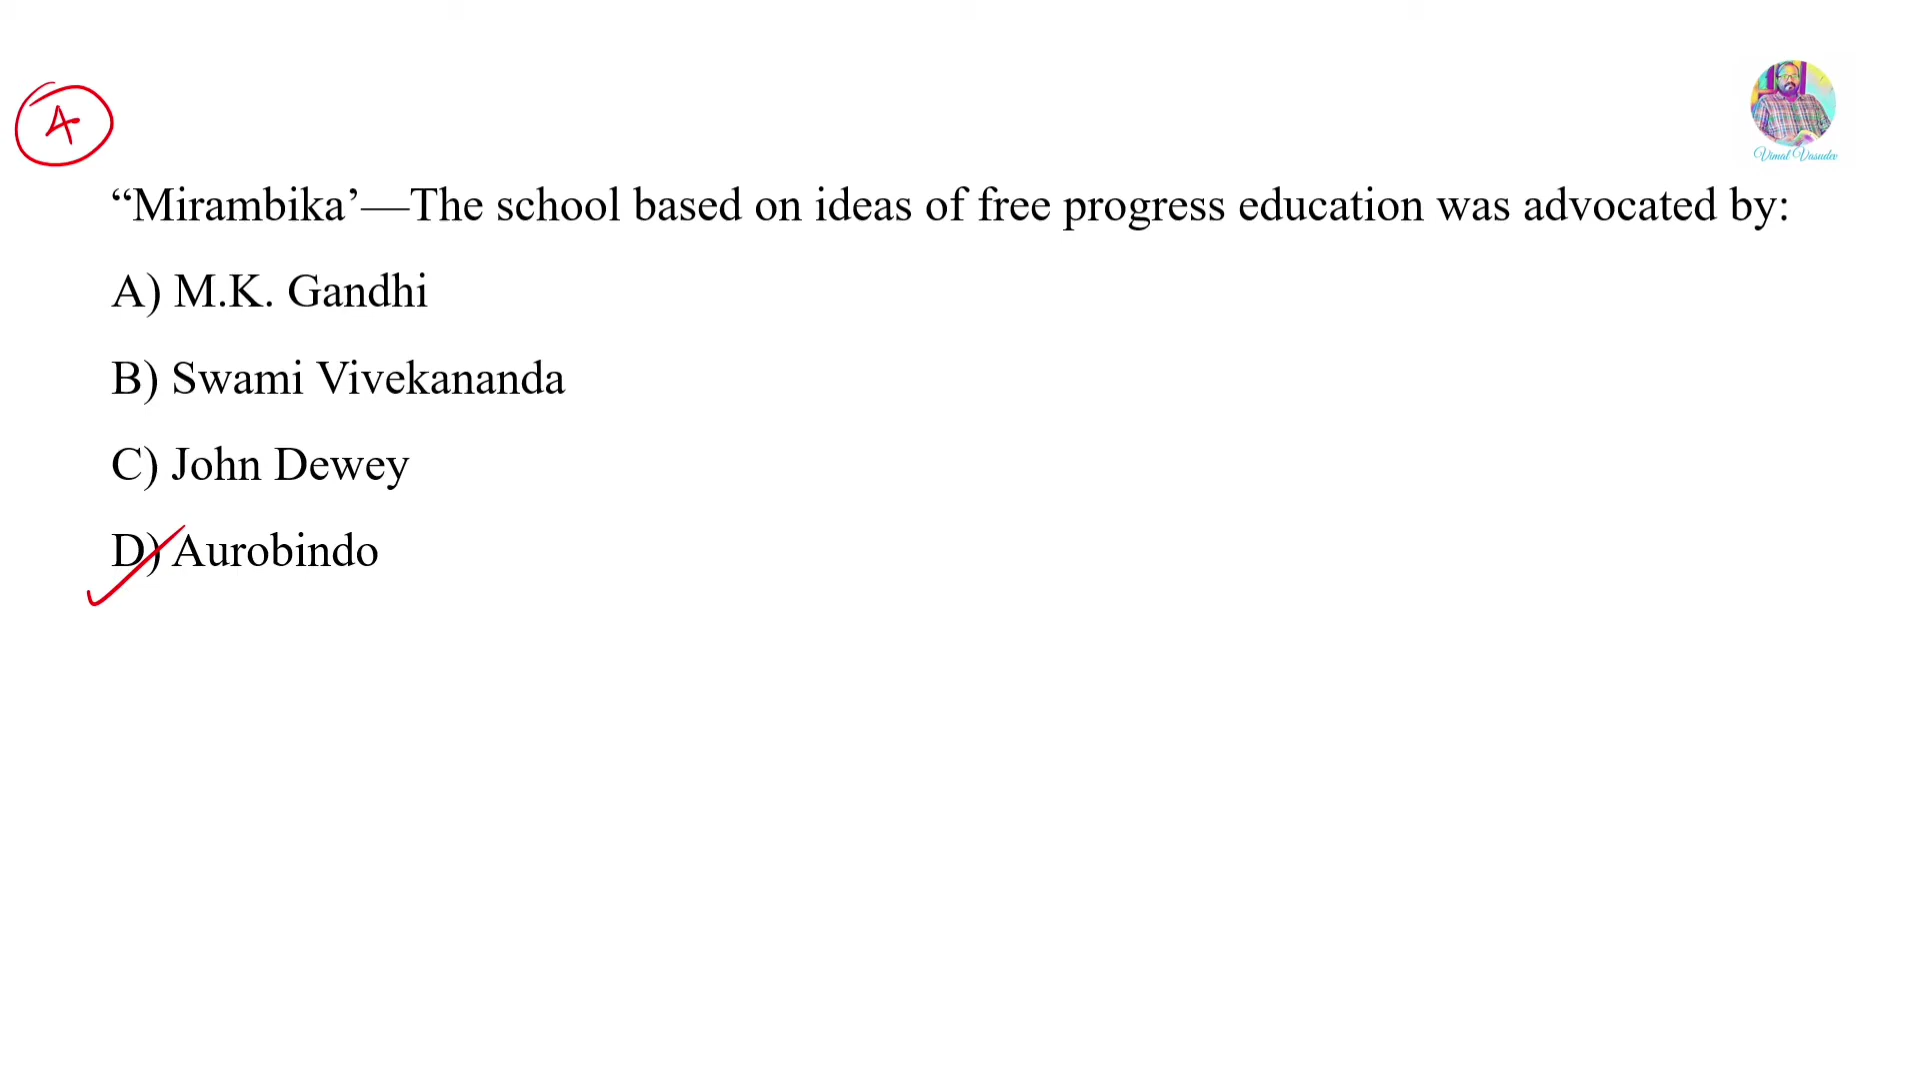 4
Vimal Vasudev
“Mirambika’—The school based on ideas of free progress education was advocated by:
A) M.K. Gandhi
B) Swami Vivekananda
C) John Dewey
D) Aurobindo